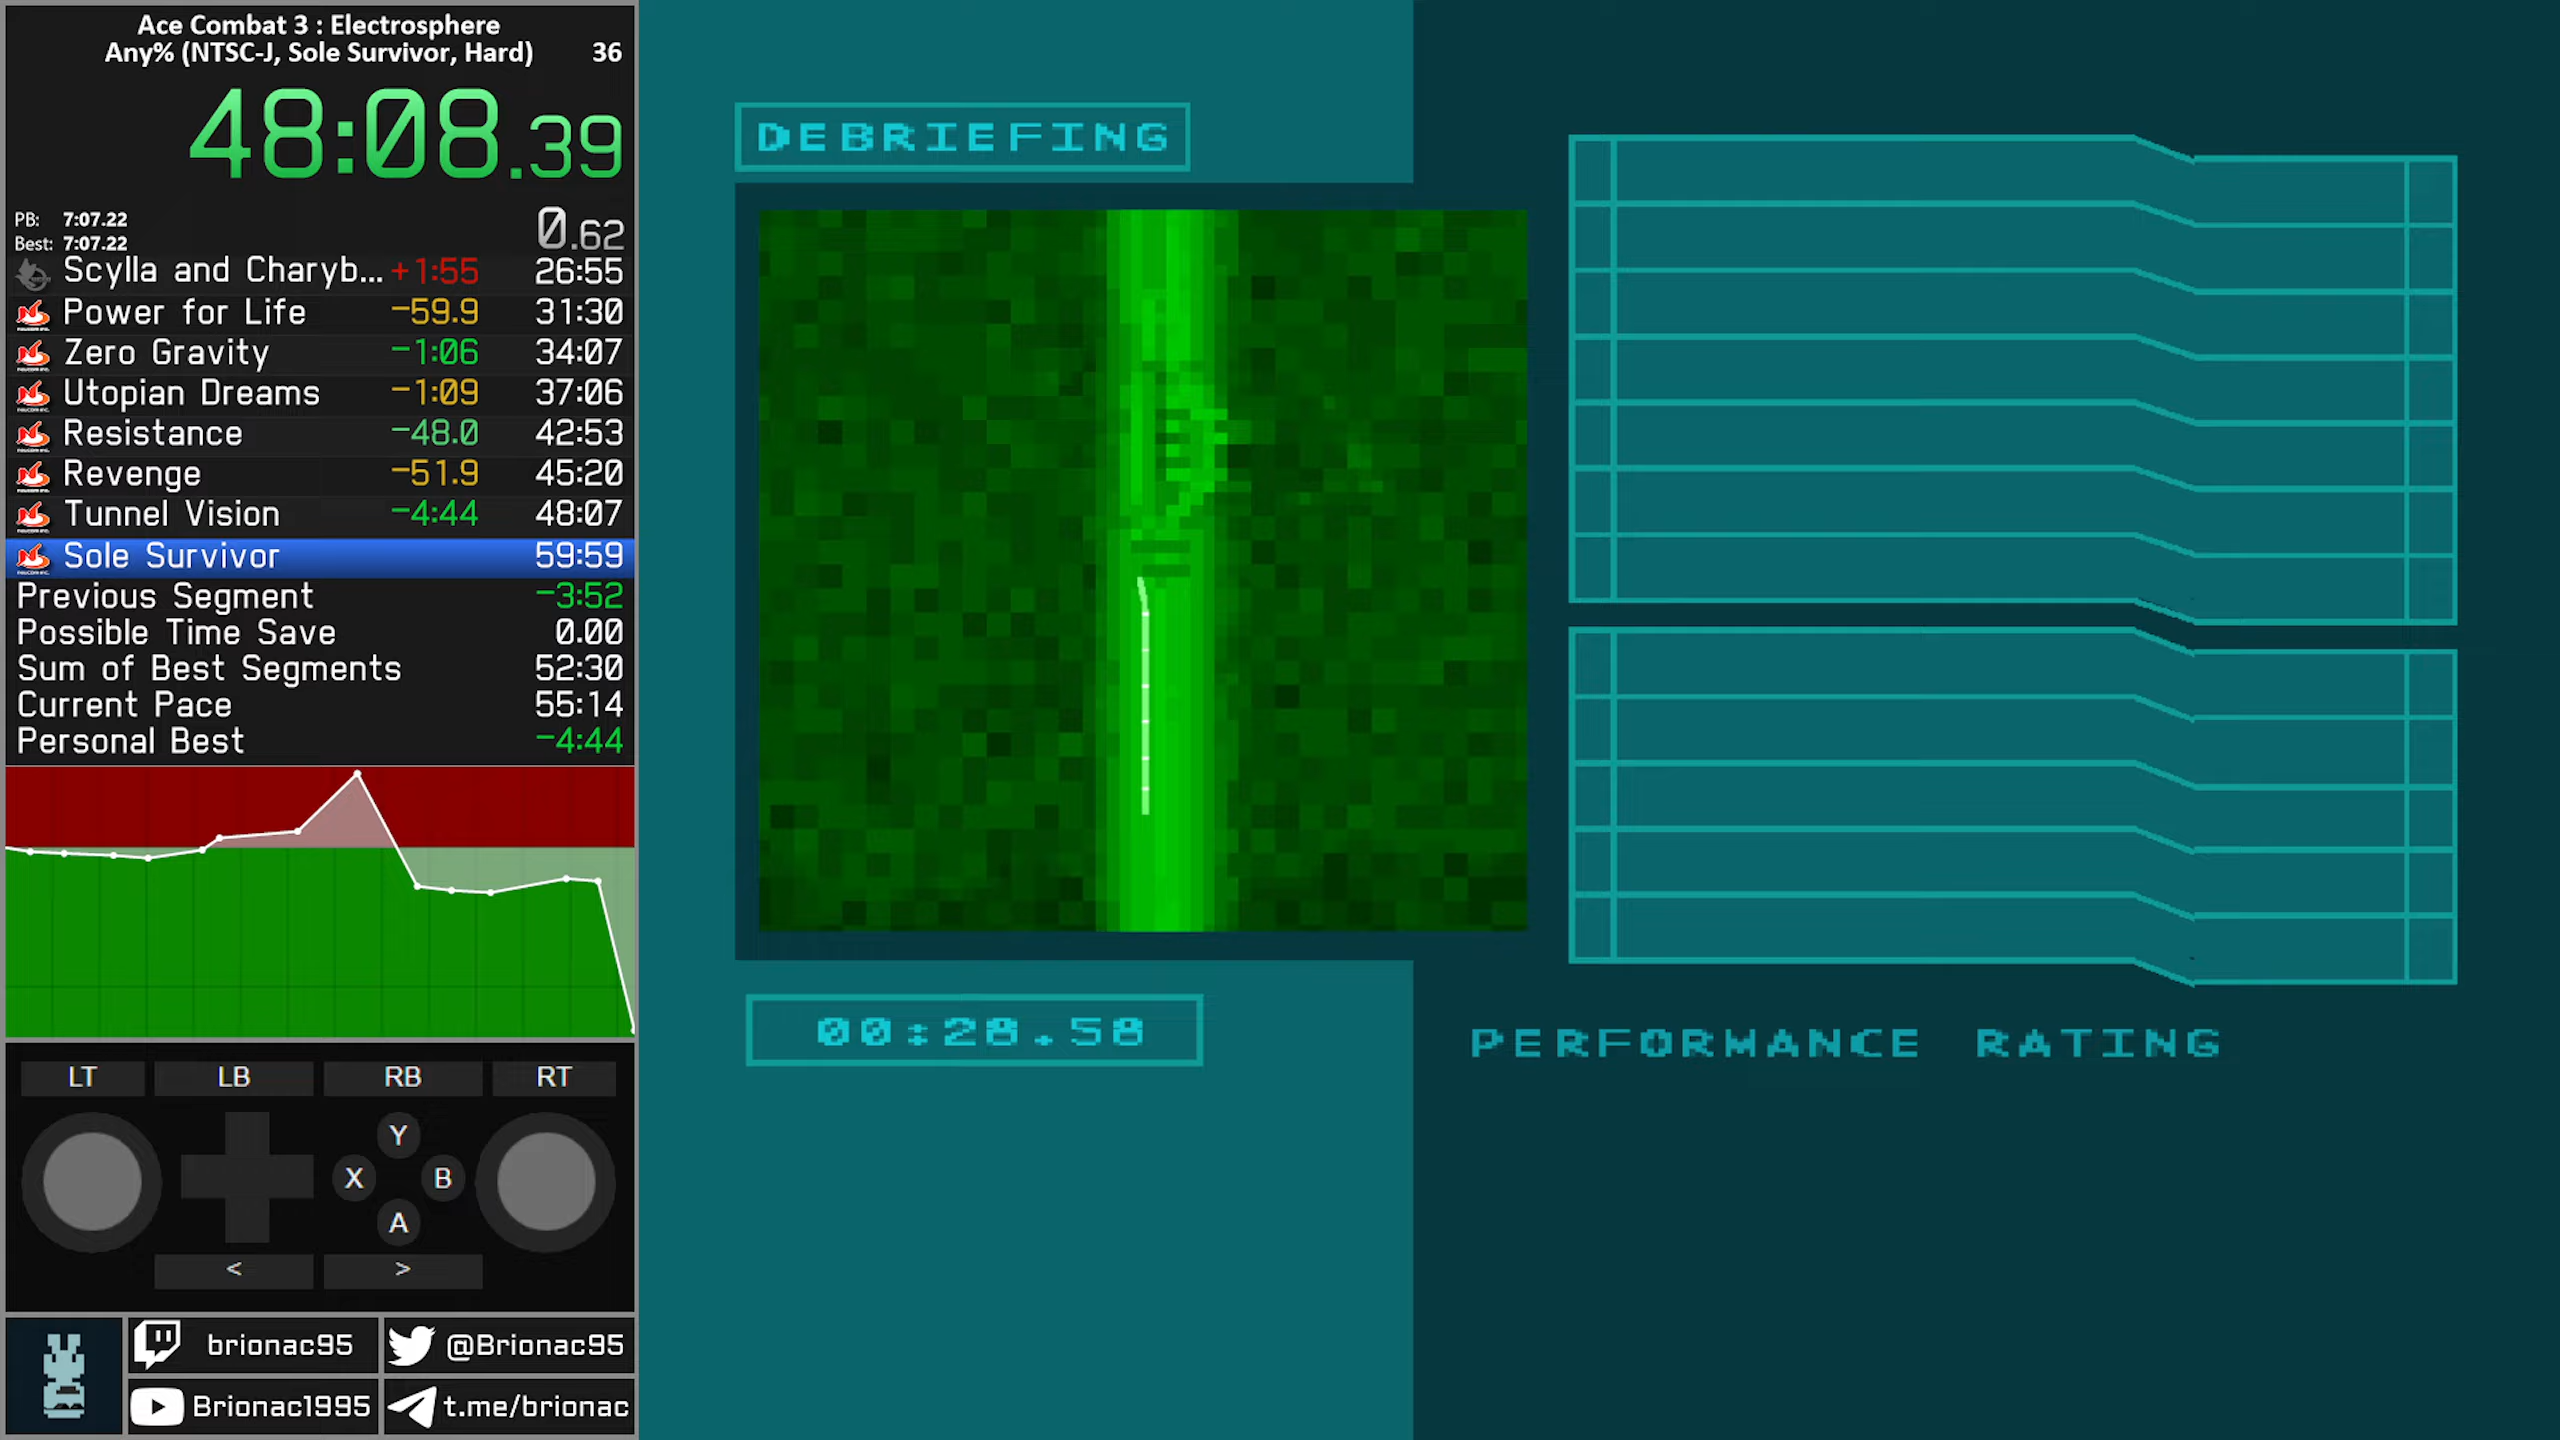 Ace Combat 3 : Electrosphere
Any% (NTSC-J, Sole Survivor, Hard) 36
48:08.39
PB: 7:07.22
Best: 7:07.22
0.62
Scylla and Charyb... +1:55 26:55
Power for Life -59.9 31:30
Zero Gravity -1:06 34:07
Utopian Dreams -1:09 37:06
Resistance -48.0 42:53
Revenge -51.9 45:20
Tunnel Vision -4:44 48:07
Sole Survivor 59:59
Previous Segment -3:52
Possible Time Save 0.00
Sum of Best Segments 52:30
Current Pace 55:14
Personal Best -4:44
LT LB RB RT
Y
X B
A
< >
brionac95 @Brionac95
Brionac1995 t.me/brionac
DEBRIEFING
00:28.58
PERFORMANCE RATING